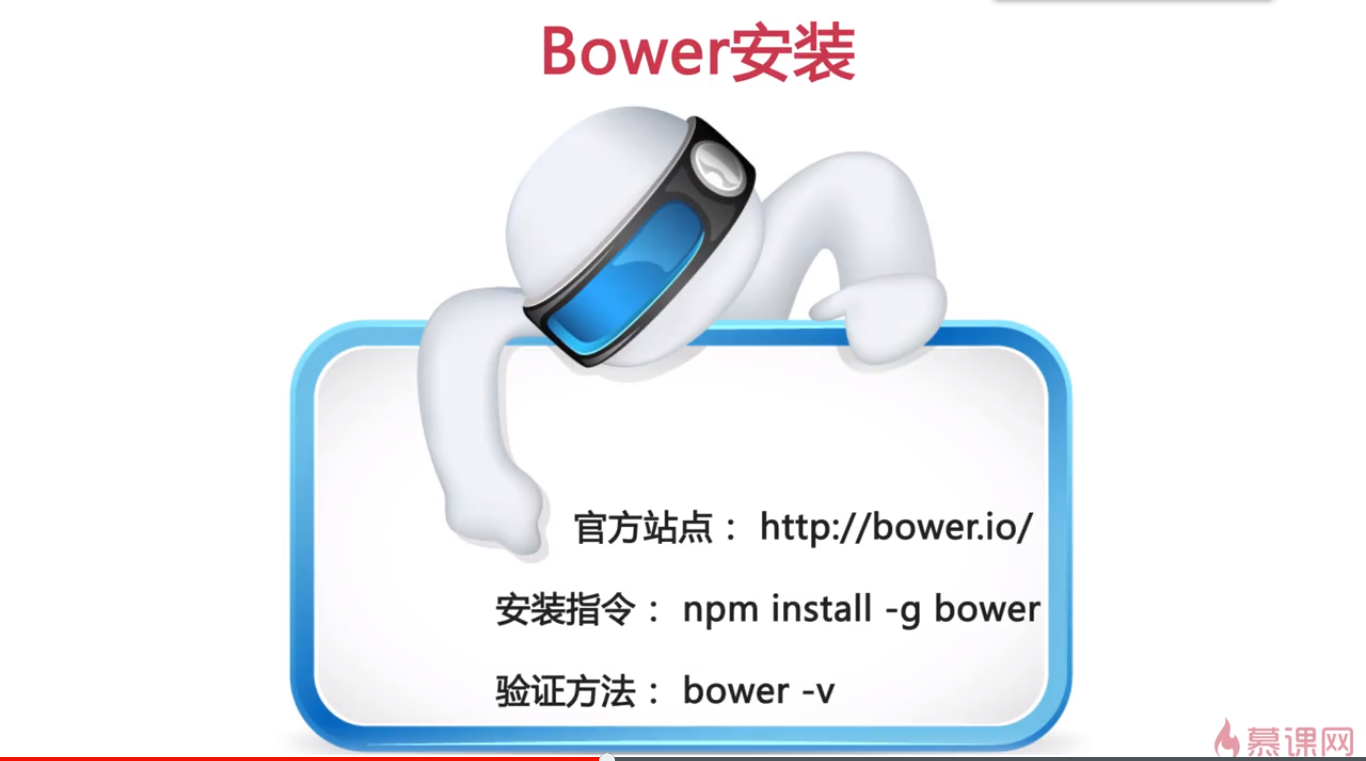 Bower安装
官方站点： http://bower.io/
安装指令： npm install -g bower
验证方法： bower -v
慕课网